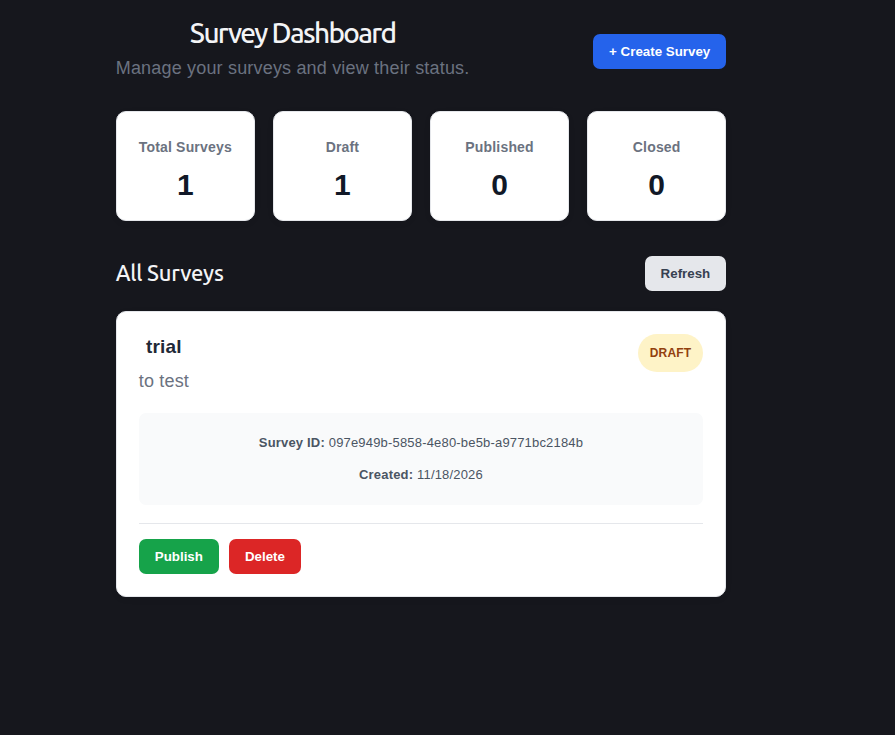 Survey Dashboard
Manage your surveys and view their status.
+ Create Survey
Total Surveys
1
Draft
1
Published
0
Closed
0
All Surveys
Refresh
trial
DRAFT
to test
Survey ID: 097e949b-5858-4e80-be5b-a9771bc2184b
Created: 11/18/2026
Publish
Delete